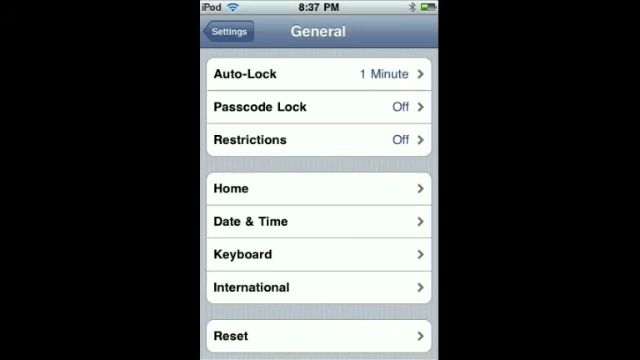 iPod 8:37 PM
Settings General
Auto-Lock 1 Minute
Passcode Lock Off
Restrictions Off
Home
Date & Time
Keyboard
International
Reset